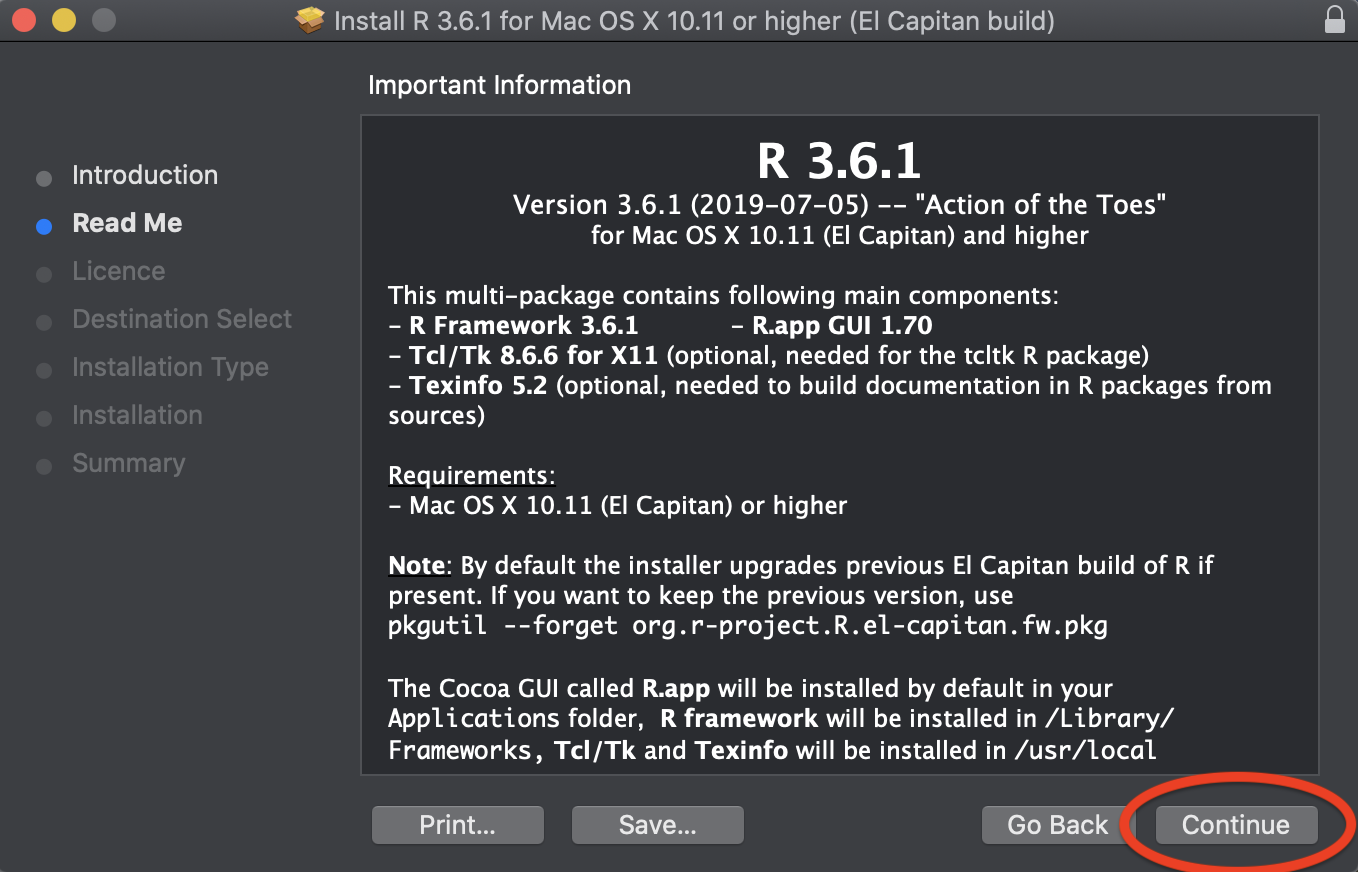 Install R 3.6.1 for Mac OS X 10.11 or higher (El Capitan build)
Introduction
Read Me
Licence
Destination Select
Installation Type
Installation
Summary
Important Information
R 3.6.1
Version 3.6.1 (2019-07-05) -- "Action of the Toes"
for Mac OS X 10.11 (El Capitan) and higher
This multi-package contains following main components:
- R Framework 3.6.1 - R.app GUI 1.70
- Tcl/Tk 8.6.6 for X11 (optional, needed for the tcltk R package)
- Texinfo 5.2 (optional, needed to build documentation in R packages from
sources)
Requirements:
- Mac OS X 10.11 (El Capitan) or higher
Note: By default the installer upgrades previous El Capitan build of R if
present. If you want to keep the previous version, use
pkgutil --forget org.r-project.R.el-capitan.fw.pkg
The Cocoa GUI called R.app will be installed by default in your
Applications folder, R framework will be installed in /Library/
Frameworks, Tcl/Tk and Texinfo will be installed in /usr/local
Print... Save... Go Back Continue